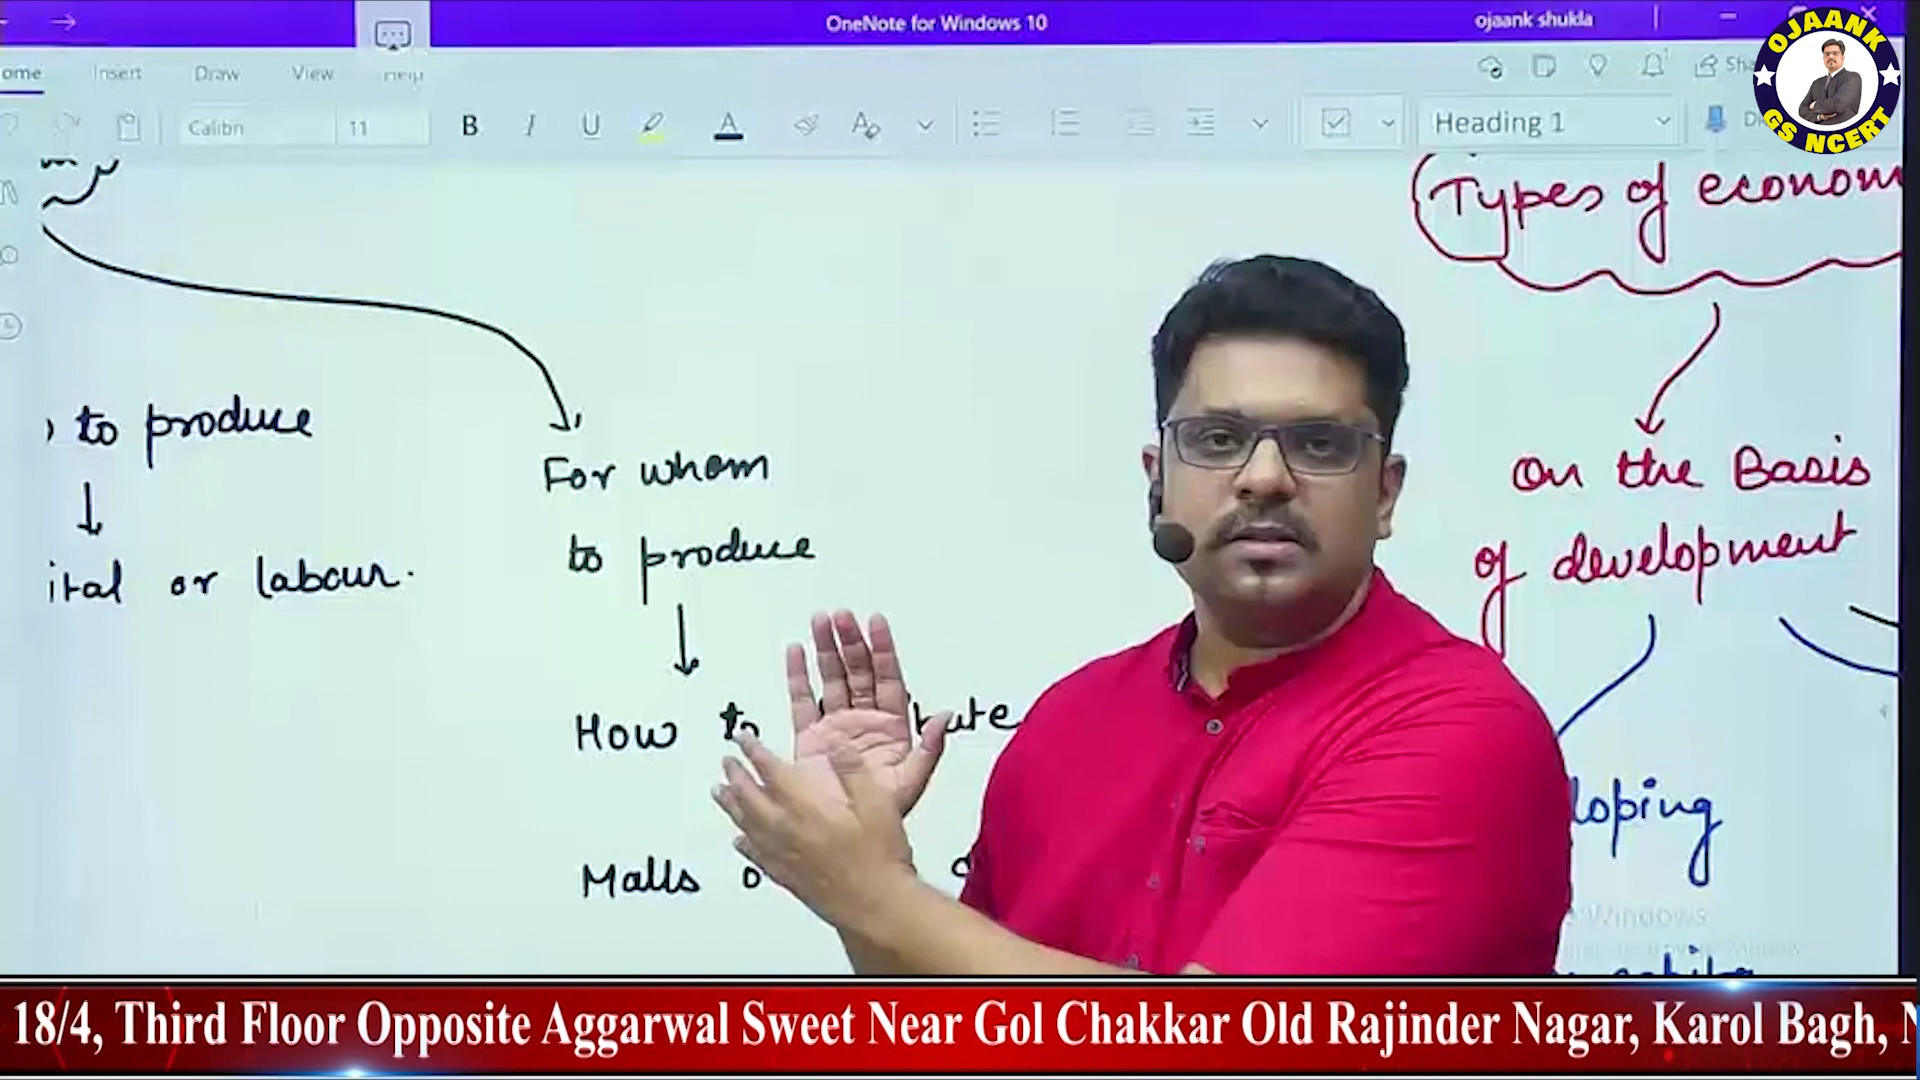 OneNote for Windows 10
ojaank shukla
ome
Insert
Draw
View
Help
Calibri
11
B
I
U
A
Heading 1
OJAANK
GS NCERT
Types of econom
to produce
ital or labour.
For whom
to produce
How to
Malls
On the Basis
of development
loping
Windows
18/4, Third Floor Opposite Aggarwal Sweet Near Gol Chakkar Old Rajinder Nagar, Karol Bagh, N